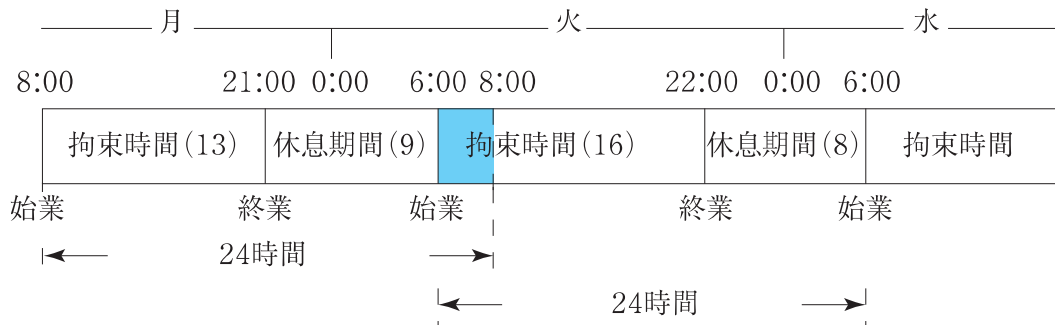 月 火 水
8:00 21:00 0:00 6:00 8:00 22:00 0:00 6:00
拘束時間(13) 休息期間(9) 拘束時間(16) 休息期間(8) 拘束時間
始業 終業 始業 終業 始業
24時間
24時間